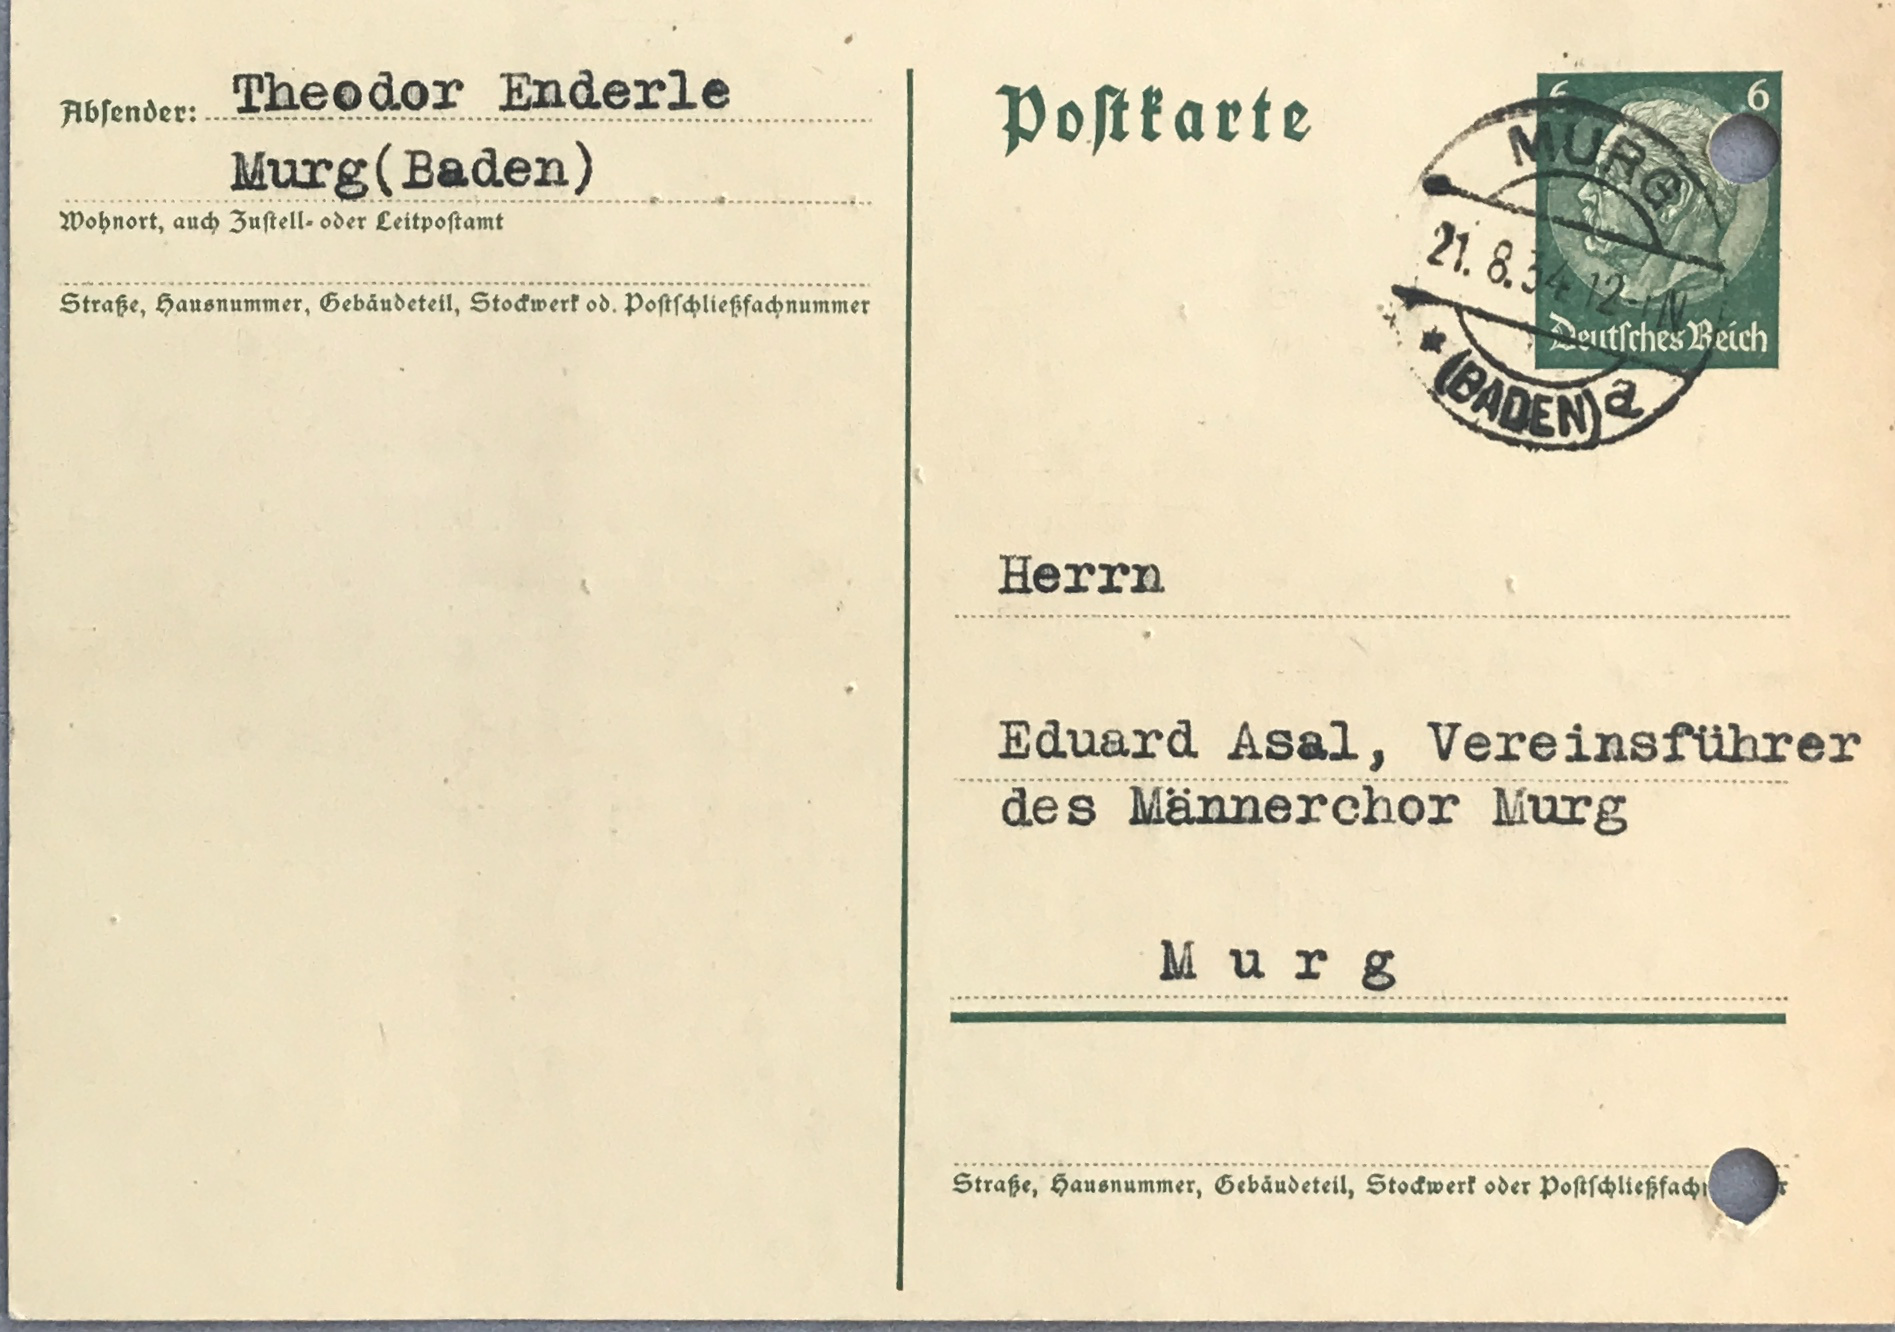 Absender: Theodor Enderle
Murg(Baden)
Wohnort, auch Zustell- oder Leitpostamt
Straße, Hausnummer, Gebäudeteil, Stockwerk od. Postschließfachnummer
Postkarte
6 6
Deutsches Reich
MURG
21.8.34 12-1N
* (BADEN) a
Herrn
Eduard Asal, Vereinsführer
des Männerchor Murg
M u r g
Straße, Hausnummer, Gebäudeteil, Stockwerk oder